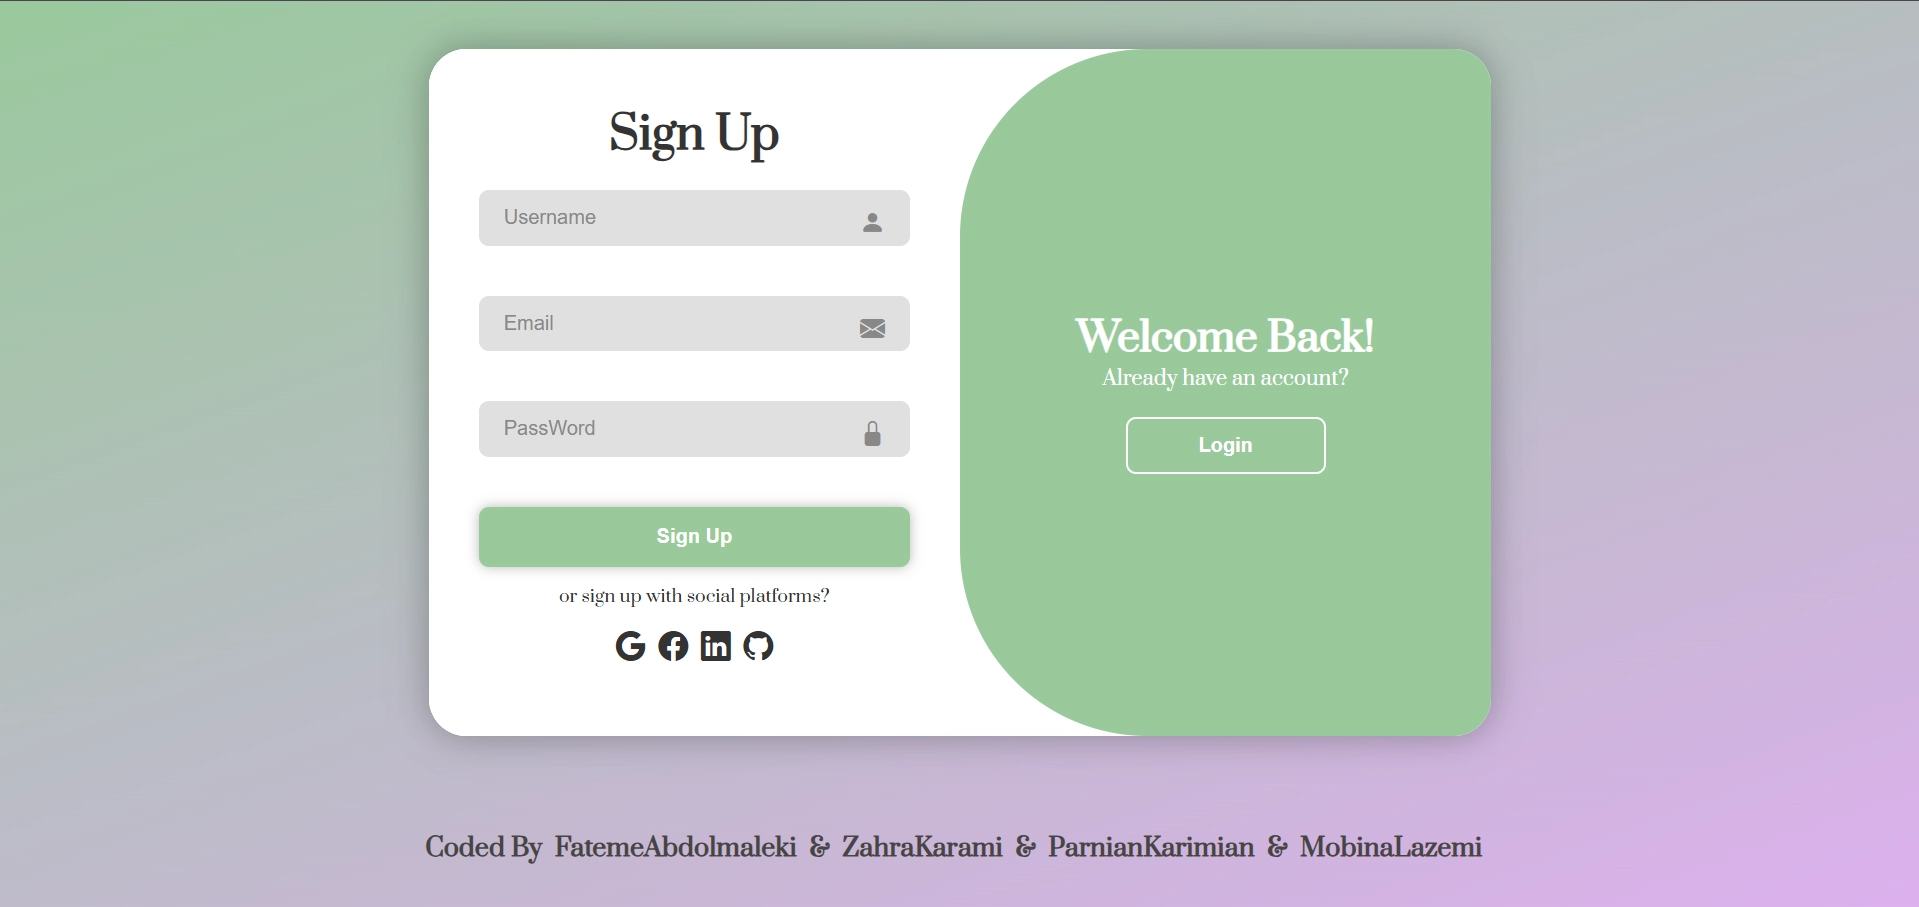 Sign Up
Username
Email
PassWord
Sign Up
or sign up with social platforms?
Welcome Back!
Already have an account?
Login
Coded By FatemeAbdolmaleki & ZahraKarami & ParnianKarimian & MobinaLazemi